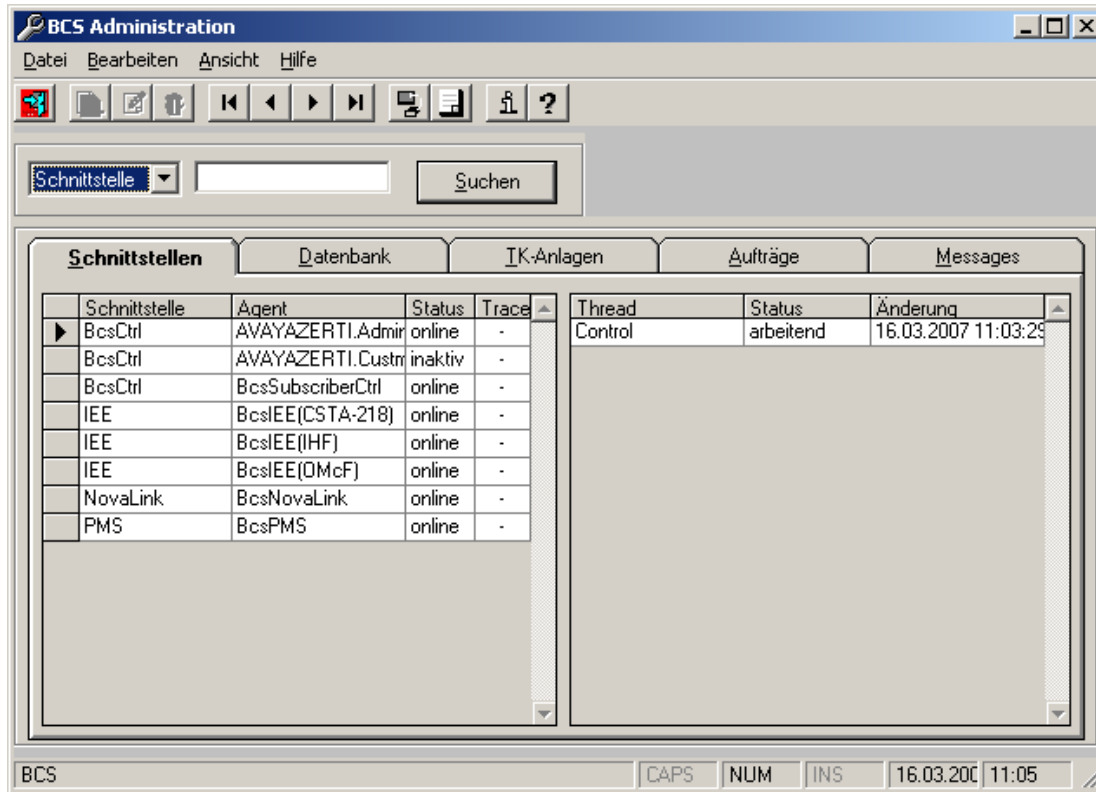 BCS Administration
Datei Bearbeiten Ansicht Hilfe
Schnittstelle Suchen
Schnittstellen Datenbank TK-Anlagen Aufträge Messages
Schnittstelle Agent Status Trace Thread Status Änderung
BcsCtrl AVAYAZERTI.Admir online - Control arbeitend 16.03.2007 11:03:29
BcsCtrl AVAYAZERTI.Custm inaktiv -
BcsCtrl BcsSubscriberCtrl online -
IEE BcsIEE(CSTA-218) online -
IEE BcsIEE(IHF) online -
IEE BcsIEE(OMcF) online -
NovaLink BcsNovaLink online -
PMS BcsPMS online -
BCS CAPS NUM INS 16.03.200 11:05